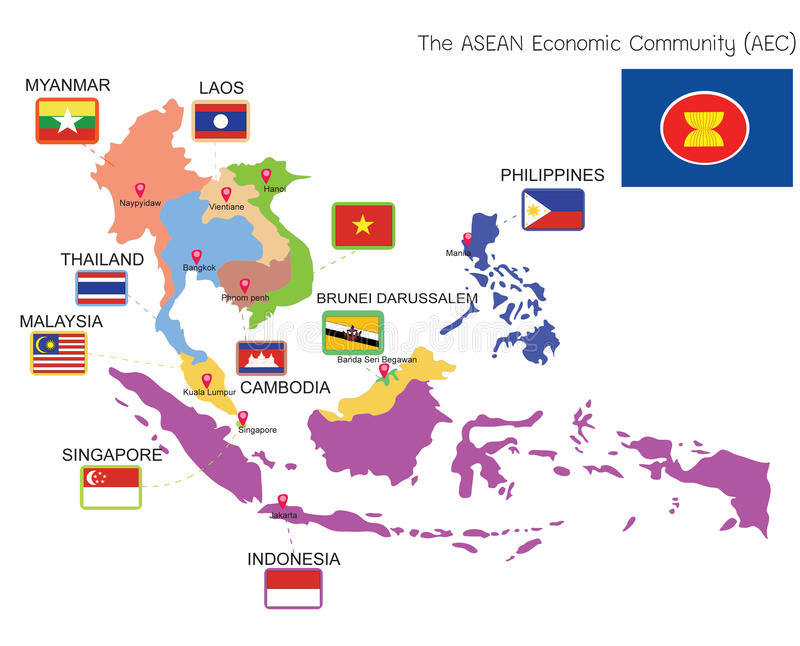 The ASEAN Economic Community (AEC)
MYANMAR
LAOS
PHILIPPINES
Hanoi
Naypyidaw
Vientiane
Manila
THAILAND
Bangkok
Phnom penh
BRUNEI DARUSSALEM
MALAYSIA
Banda Seri Begawan
CAMBODIA
Kuala Lumpur
Singapore
SINGAPORE
Jakarta
INDONESIA
dreamstime